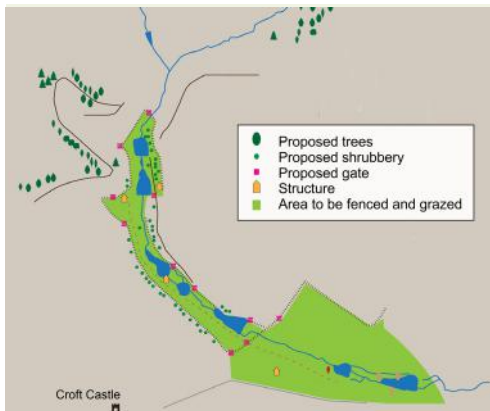 Proposed trees
Proposed shrubbery
Proposed gate
Structure
Area to be fenced and grazed
Croft Castle